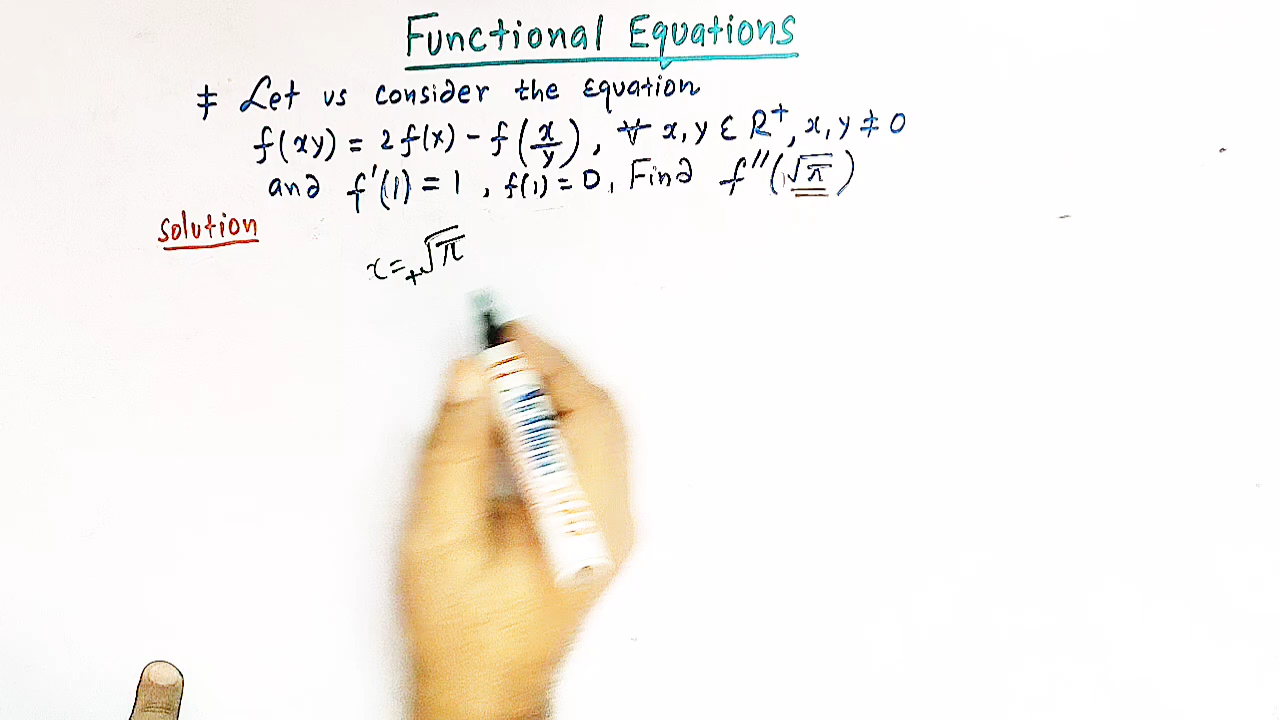 Functional Equations
‡ Let us consider the Equation
f(xy) = 2f(x) - f(x/y), ∀ x, y ε R⁺, x, y ≠ 0
and f'(1) = 1, f(1) = 0, Find f''(√π)
Solution
x = +√π